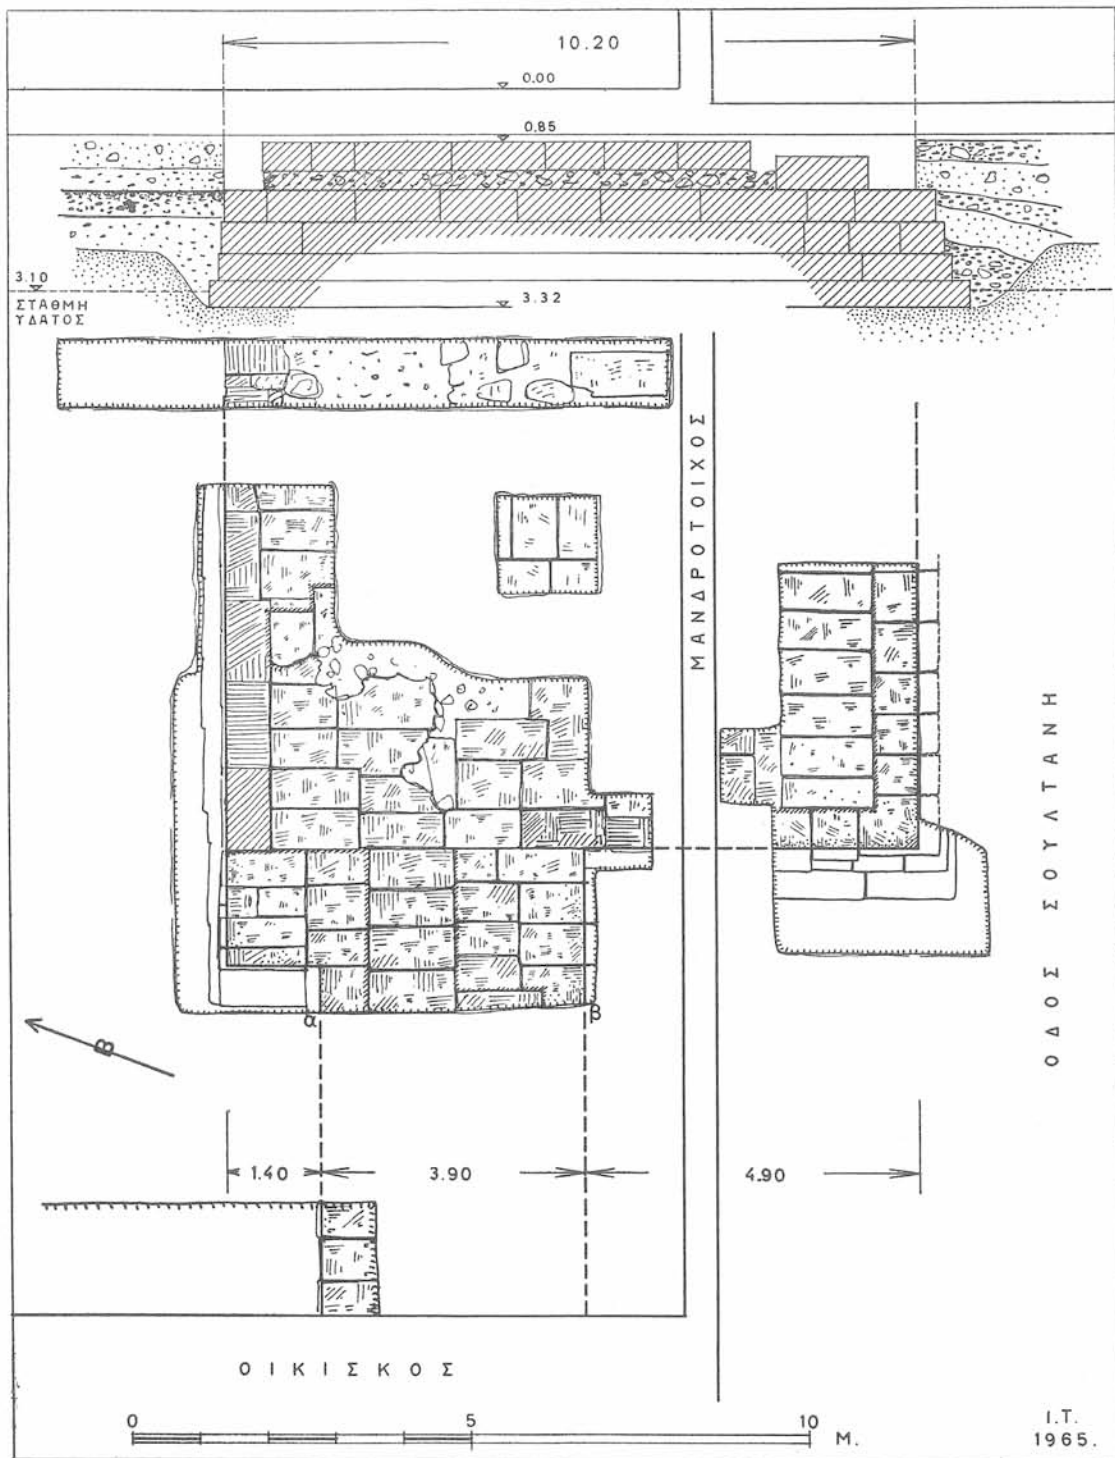 10.20
0.00
0.85
3.10
ΣΤΑΘΜΗ
ΥΔΑΤΟΣ
3.32
ΜΑΝΔΡΟΤΟΙΧΟΣ
ΟΔΟΣ ΣΟΥΛΤΑΝΗ
α
β
Β
1.40
3.90
4.90
ΟΙΚΙΣΚΟΣ
0
5
10
Μ.
Ι.Τ.
1965.